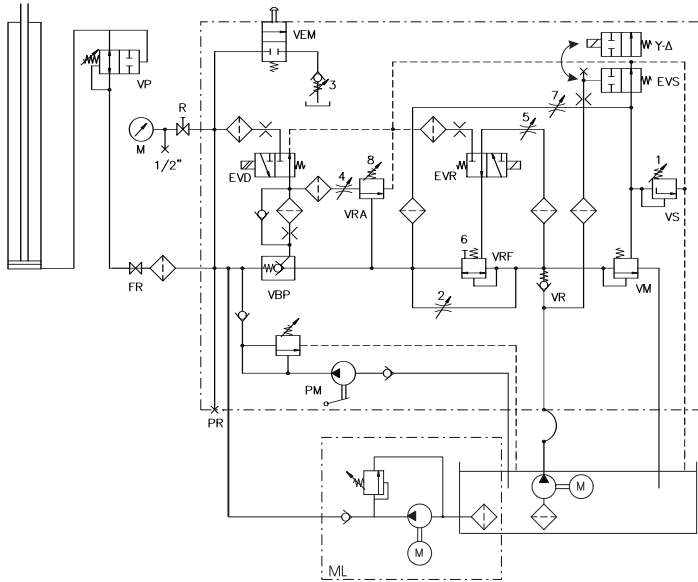 VEM
Y-Δ
VP
3
EVS
7
R
5
M
1/2"
8
1
EVD
4
EVR
VRA
VS
6
VRF
FR
VBP
VR
VM
2
PM
PR
M
M
ML